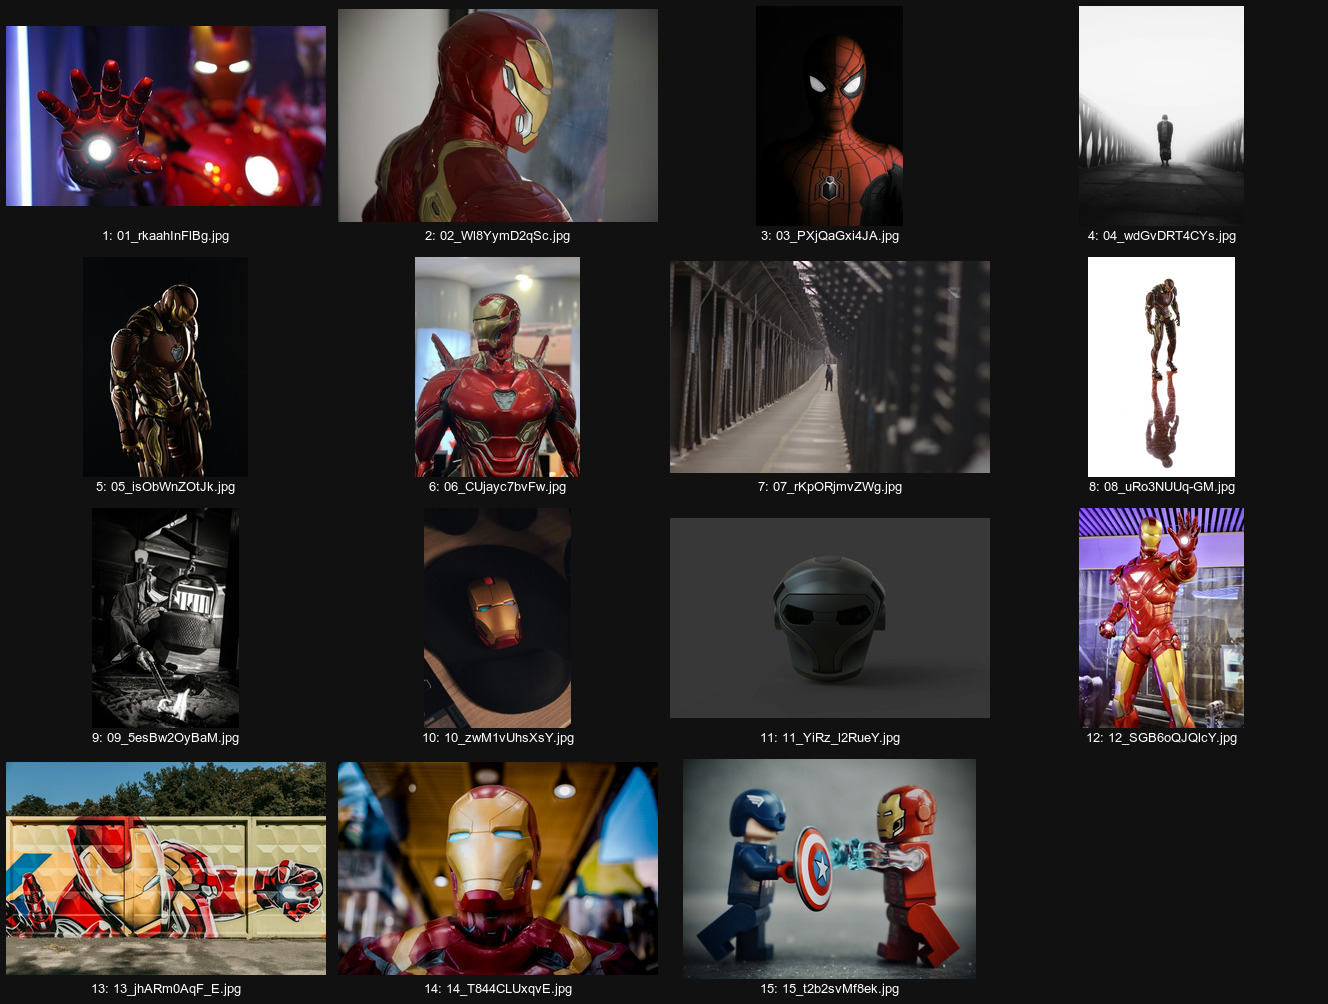 1: 01_rkaahInFlBg.jpg
2: 02_Wl8YymD2qSc.jpg
3: 03_PXjQaGxi4JA.jpg
4: 04_wdGvDRT4CYs.jpg
5: 05_isObWnZOtJk.jpg
6: 06_CUjayc7bvFw.jpg
7: 07_rKpORjmvZWg.jpg
8: 08_uRo3NUUq-GM.jpg
9: 09_5esBw2OyBaM.jpg
10: 10_zwM1vUhsXsY.jpg
11: 11_YiRz_l2RueY.jpg
12: 12_SGB6oQJQlcY.jpg
13: 13_jhARm0AqF_E.jpg
14: 14_T844CLUxqvE.jpg
15: 15_t2b2svMf8ek.jpg